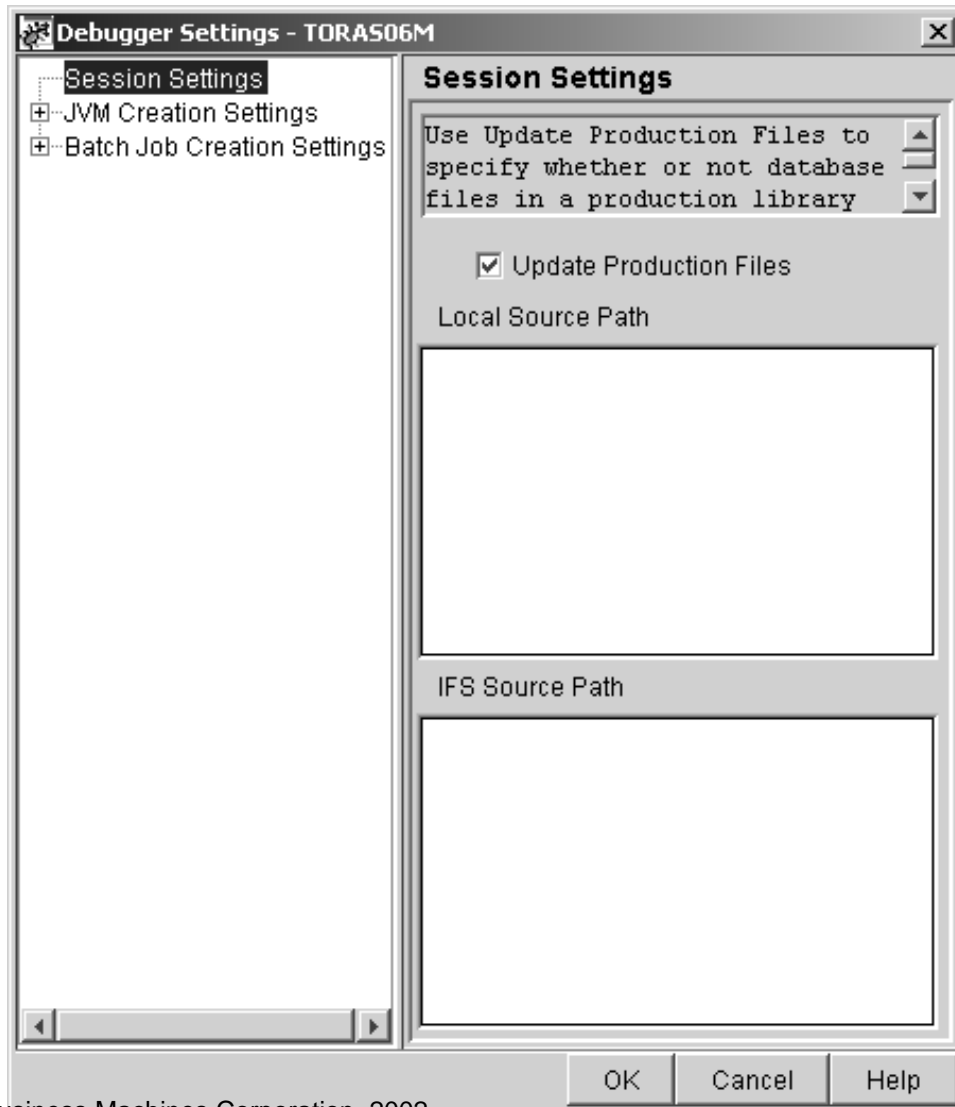 Debugger Settings - TORAS06M
Session Settings
JVM Creation Settings
Batch Job Creation Settings
Session Settings
Use Update Production Files to
specify whether or not database
files in a production library
Update Production Files
Local Source Path
IFS Source Path
OK
Cancel
Help
Machines Corporation, 2002